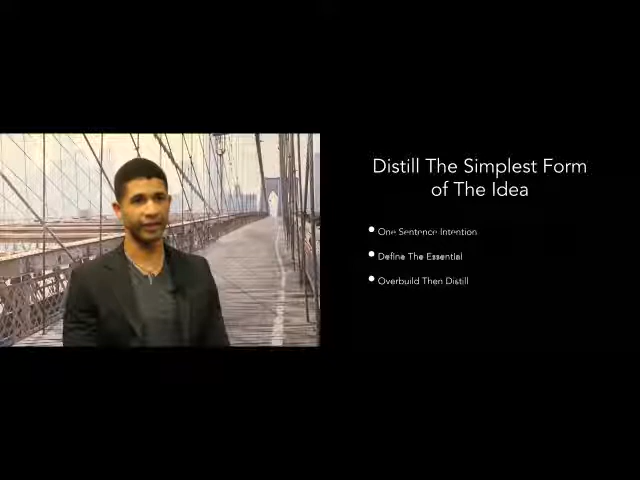 Distill The Simplest Form
of The Idea
One Sentence Intention
Define The Essential
Overbuild Then Distill